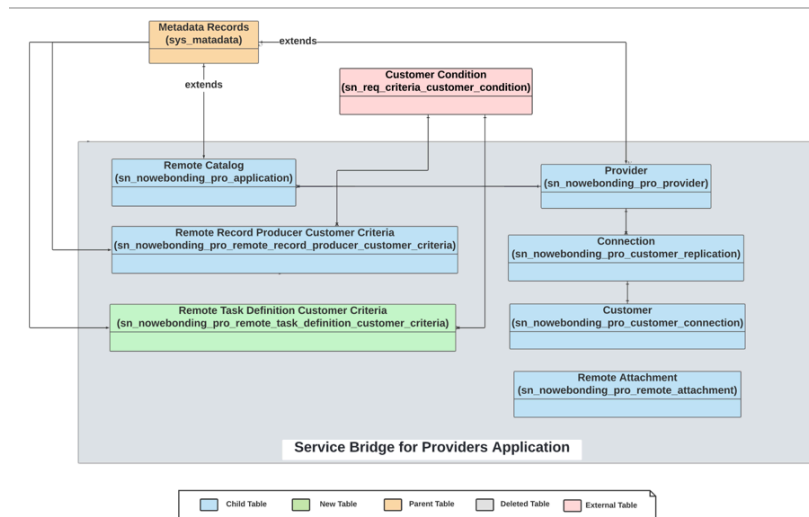 Metadata Records
(sys_matadata)
extends
extends
Customer Condition
(sn_req_criteria_customer_condition)
Remote Catalog
(sn_nowebonding_pro_application)
Provider
(sn_nowebonding_pro_provider)
Remote Record Producer Customer Criteria
(sn_nowebonding_pro_remote_record_producer_customer_criteria)
Connection
(sn_nowebonding_pro_customer_replication)
Remote Task Definition Customer Criteria
(sn_nowebonding_pro_remote_task_definition_customer_criteria)
Customer
(sn_nowebonding_pro_customer_connection)
Remote Attachment
(sn_nowebonding_pro_remote_attachment)
Service Bridge for Providers Application
Child Table
New Table
Parent Table
Deleted Table
External Table